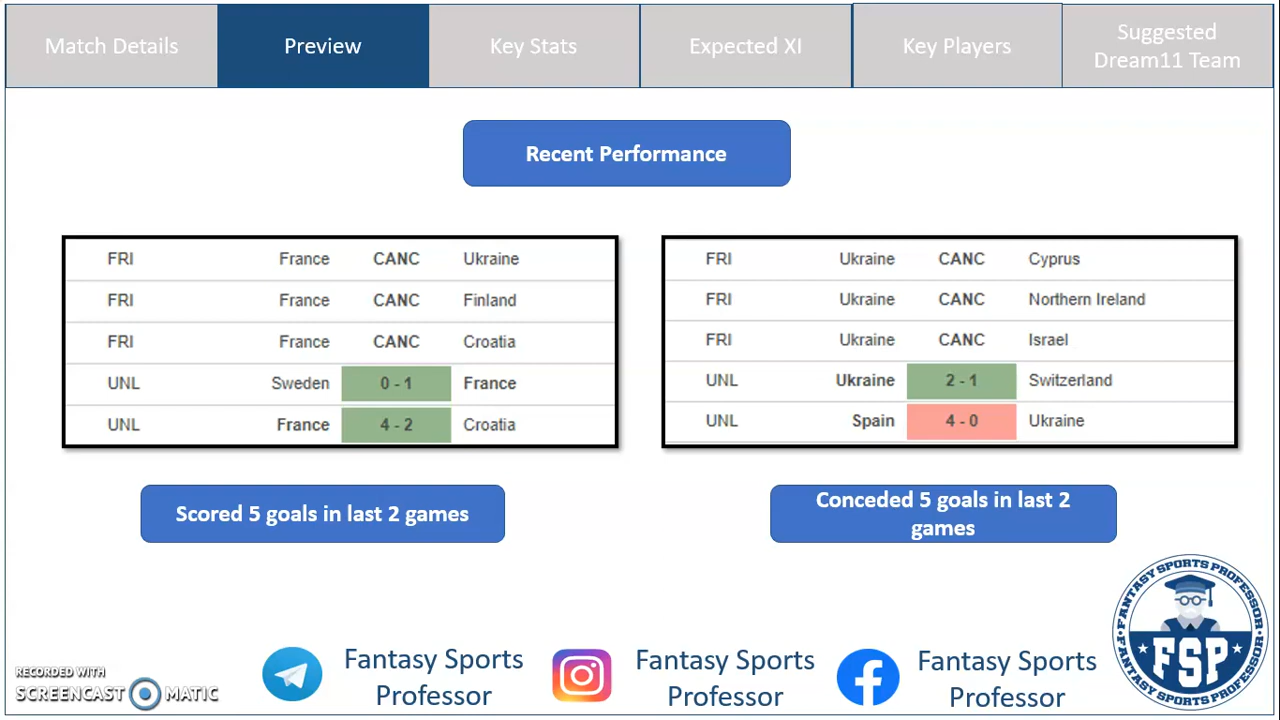 Match Details
Preview
Key Stats
Expected XI
Key Players
Suggested
Dream11 Team
Recent Performance
FRI France CANC Ukraine
FRI France CANC Finland
FRI France CANC Croatia
UNL Sweden 0 - 1 France
UNL France 4 - 2 Croatia
FRI Ukraine CANC Cyprus
FRI Ukraine CANC Northern Ireland
FRI Ukraine CANC Israel
UNL Ukraine 2 - 1 Switzerland
UNL Spain 4 - 0 Ukraine
Scored 5 goals in last 2 games
Conceded 5 goals in last 2
games
Fantasy Sports
Professor
Fantasy Sports
Professor
Fantasy Sports
Professor
FANTASY SPORTS PROFESSOR
FSP
FANTASY SPORTS PROFESSOR
RECORDED WITH
SCREENCAST MATIC